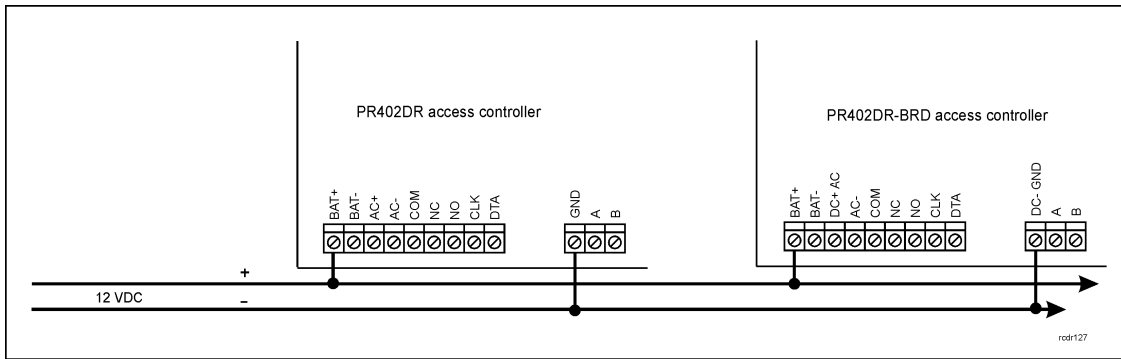 PR402DR access controller
PR402DR-BRD access controller
BAT+
BAT-
AC+
AC-
COM
NC
NO
CLK
DTA
GND
A
B
BAT+
BAT-
DC+ AC
AC-
COM
NC
NO
CLK
DTA
DC- GND
A
B
+
12 VDC
–
rcdr127